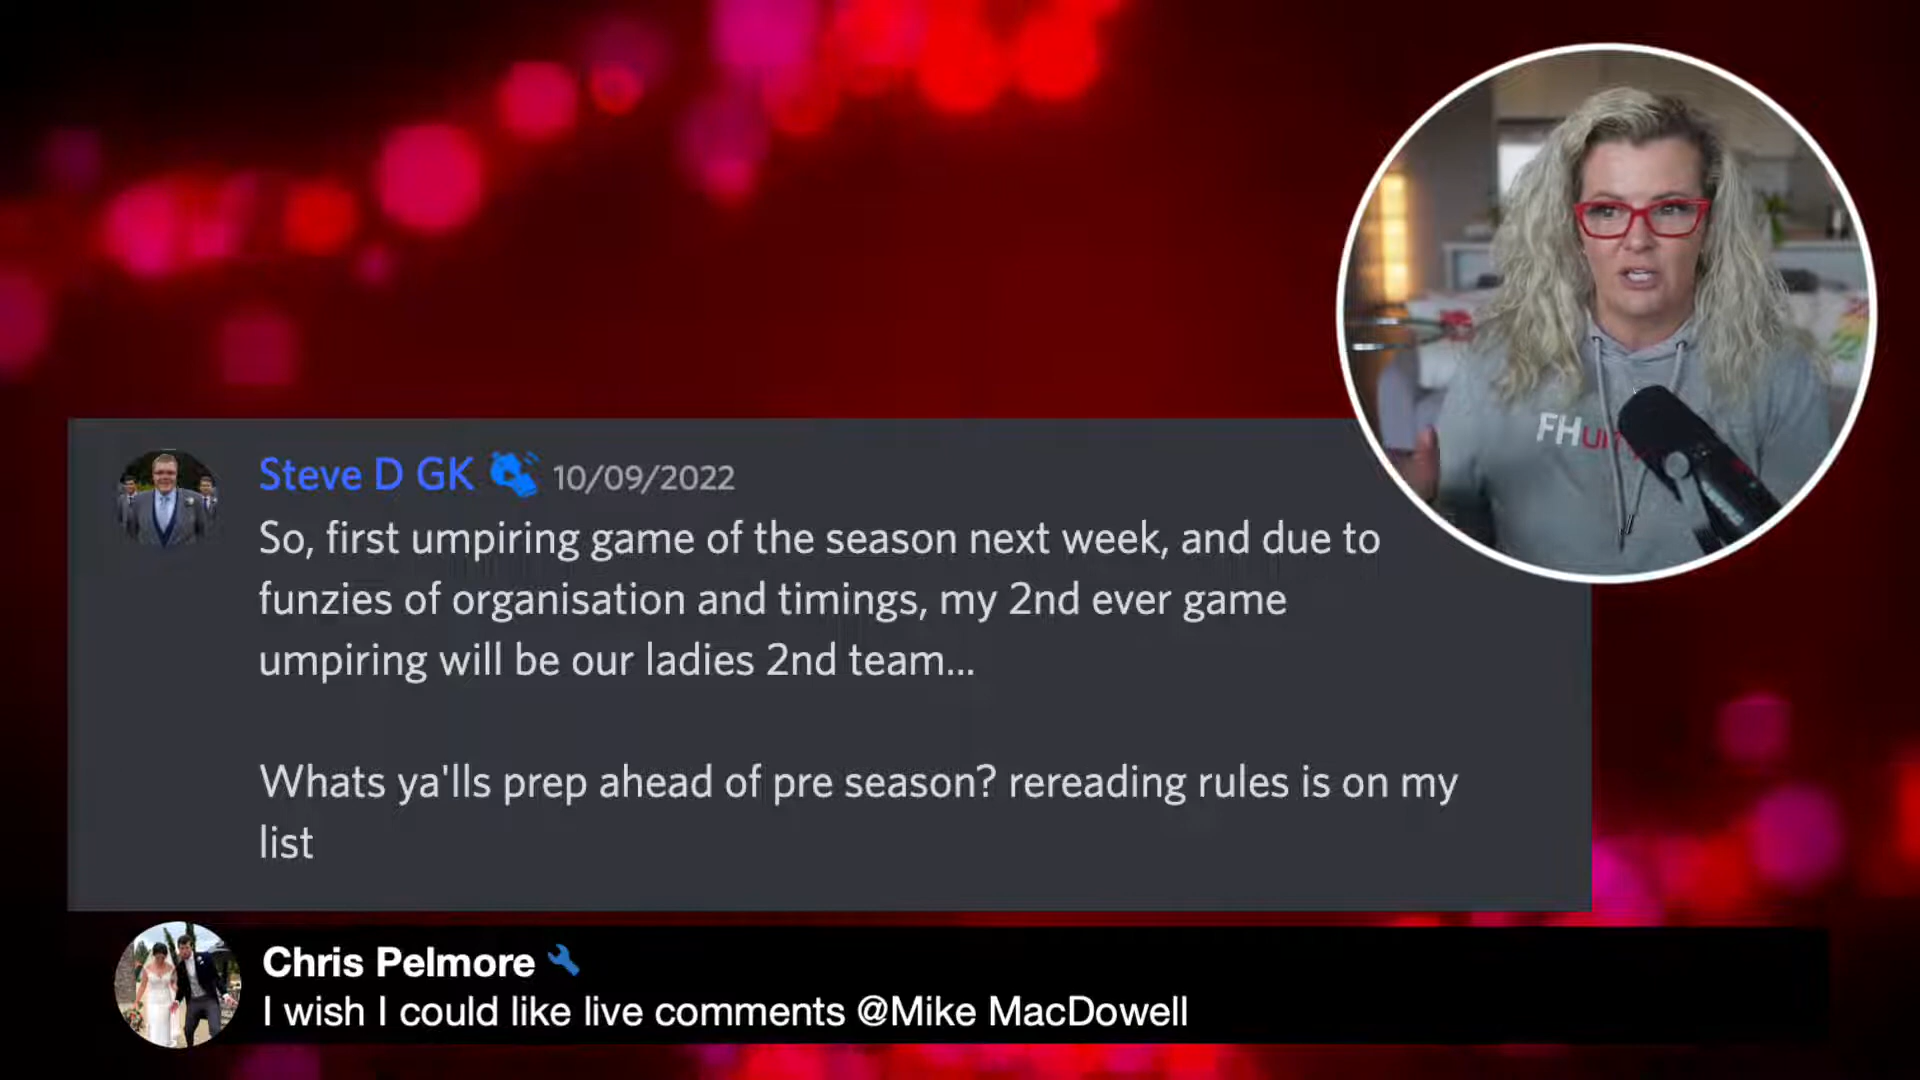 Steve D GK 10/09/2022
So, first umpiring game of the season next week, and due to
funzies of organisation and timings, my 2nd ever game
umpiring will be our ladies 2nd team...
Whats ya'lls prep ahead of pre season? rereading rules is on my
list
FH
Chris Pelmore
I wish I could like live comments @Mike MacDowell